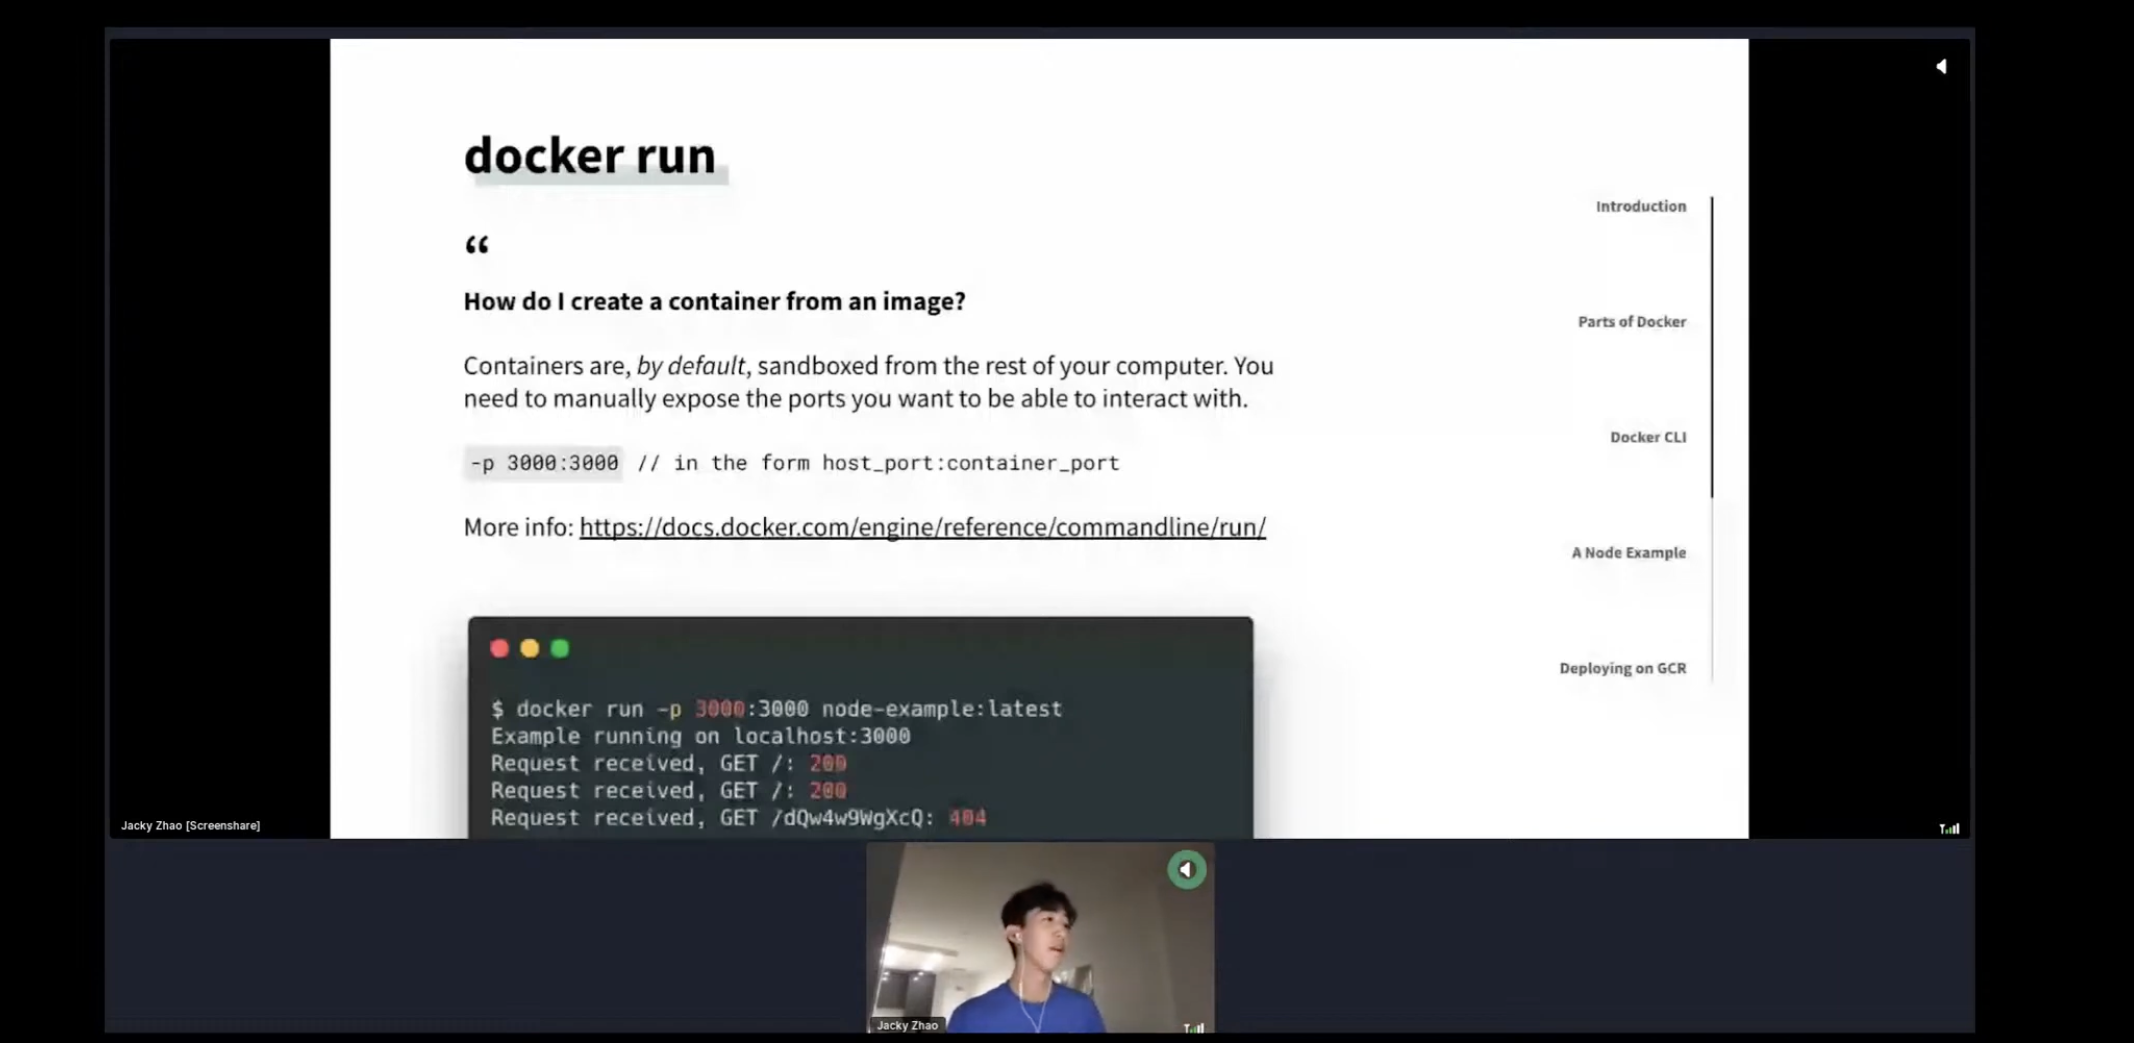 docker run
“
How do I create a container from an image?
Containers are, by default, sandboxed from the rest of your computer. You
need to manually expose the ports you want to be able to interact with.
-p 3000:3000 // in the form host_port:container_port
More info: https://docs.docker.com/engine/reference/commandline/run/
$ docker run -p 3000:3000 node-example:latest
Example running on localhost:3000
Request received, GET /: 200
Request received, GET /: 200
Request received, GET /dQw4w9WgXcQ: 404
Introduction
Parts of Docker
Docker CLI
A Node Example
Deploying on GCR
Jacky Zhao [Screenshare]
Jacky Zhao